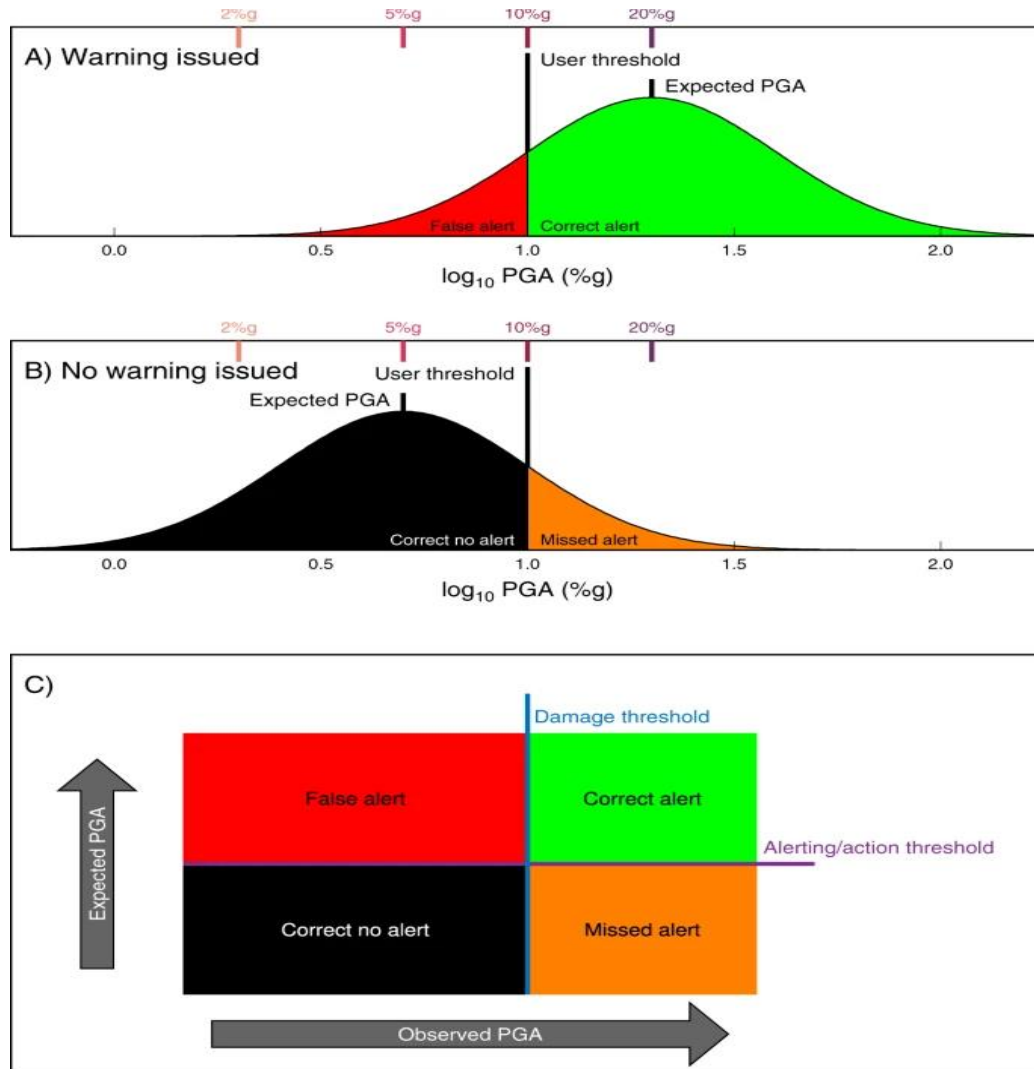 2%g 5%g 10%g 20%g
A) Warning issued
User threshold
Expected PGA
False alert Correct alert
0.0 0.5 1.0 1.5 2.0
log₁₀ PGA (%g)
2%g 5%g 10%g 20%g
B) No warning issued
User threshold
Expected PGA
Correct no alert Missed alert
0.0 0.5 1.0 1.5 2.0
log₁₀ PGA (%g)
C)
Damage threshold
False alert Correct alert
Alerting/action threshold
Expected PGA
Correct no alert Missed alert
Observed PGA